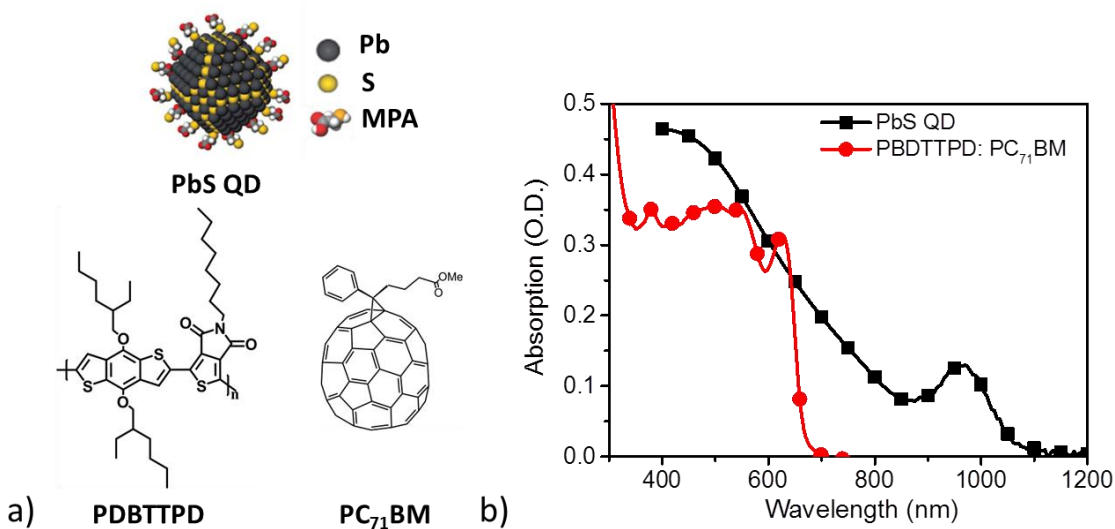 Pb
S
MPA
PbS QD
OMe
O
O
N
O
O
S
S
S
O
n
PDBTTPD
PC₇₁BM
a)
b)
PbS QD
PBDTTPD: PC₇₁BM
Absorption (O.D.)
0.5
0.4
0.3
0.2
0.1
0.0
400
600
800
1000
1200
Wavelength (nm)